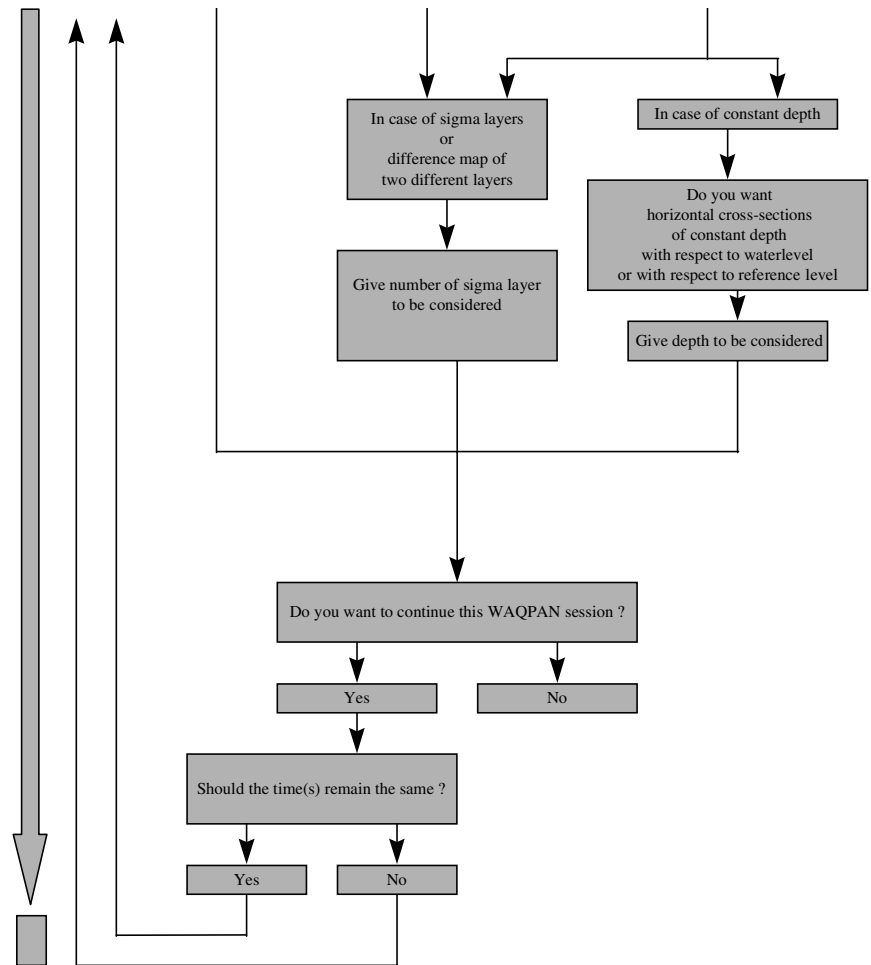 In case of sigma layers
or
difference map of
two different layers
In case of constant depth
Do you want
horizontal cross-sections
of constant depth
with respect to waterlevel
or with respect to reference level
Give number of sigma layer
to be considered
Give depth to be considered
Do you want to continue this WAQPAN session ?
Yes
No
Should the time(s) remain the same ?
Yes
No